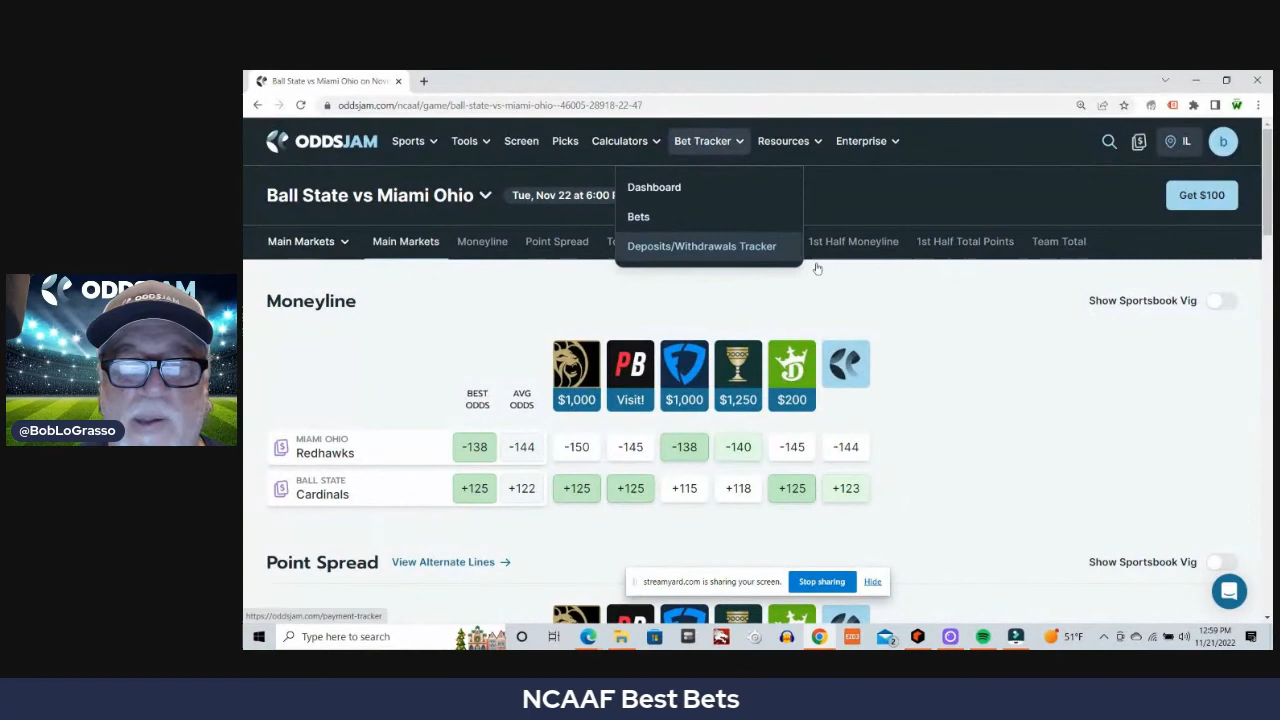 Ball State vs Miami Ohio on Nov
oddsjam.com/ncaaf/game/ball-state-vs-miami-ohio--46005-28918-22-47
ODDSJAM
Sports
Tools
Screen
Picks
Calculators
Bet Tracker
Resources
Enterprise
IL
b
Ball State vs Miami Ohio
Tue, Nov 22 at 6:00
Get $100
Dashboard
Bets
Deposits/Withdrawals Tracker
Main Markets
Main Markets
Moneyline
Point Spread
1st Half Moneyline
1st Half Total Points
Team Total
Moneyline
Show Sportsbook Vig
PB
BEST ODDS
AVG ODDS
$1,000
Visit!
$1,000
$1,250
$200
MIAMI OHIO
Redhawks
-138
-144
-150
-145
-138
-140
-145
-144
BALL STATE
Cardinals
+125
+122
+125
+125
+115
+118
+125
+123
Point Spread
View Alternate Lines
Show Sportsbook Vig
streamyard.com is sharing your screen.
Stop sharing
Hide
https://oddsjam.com/payment-tracker
Type here to search
51°F
12:59 PM
11/21/2022
ODDSJAM
@BobLoGrasso
NCAAF Best Bets